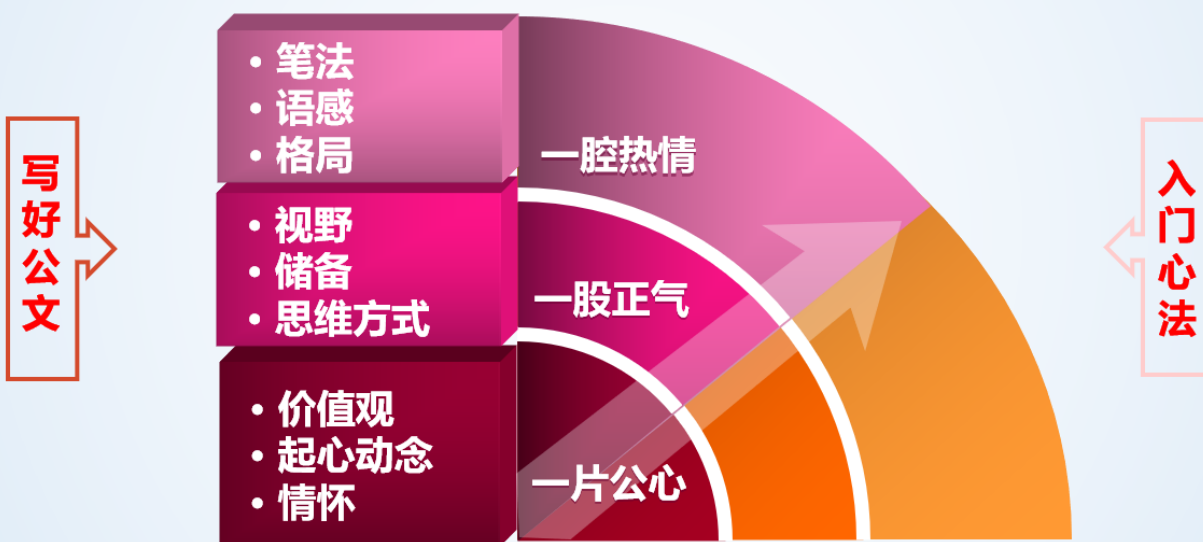 写好公文
笔法
语感
格局
一腔热情
视野
储备
思维方式
一股正气
价值观
起心动念
情怀
一片公心
入门心法